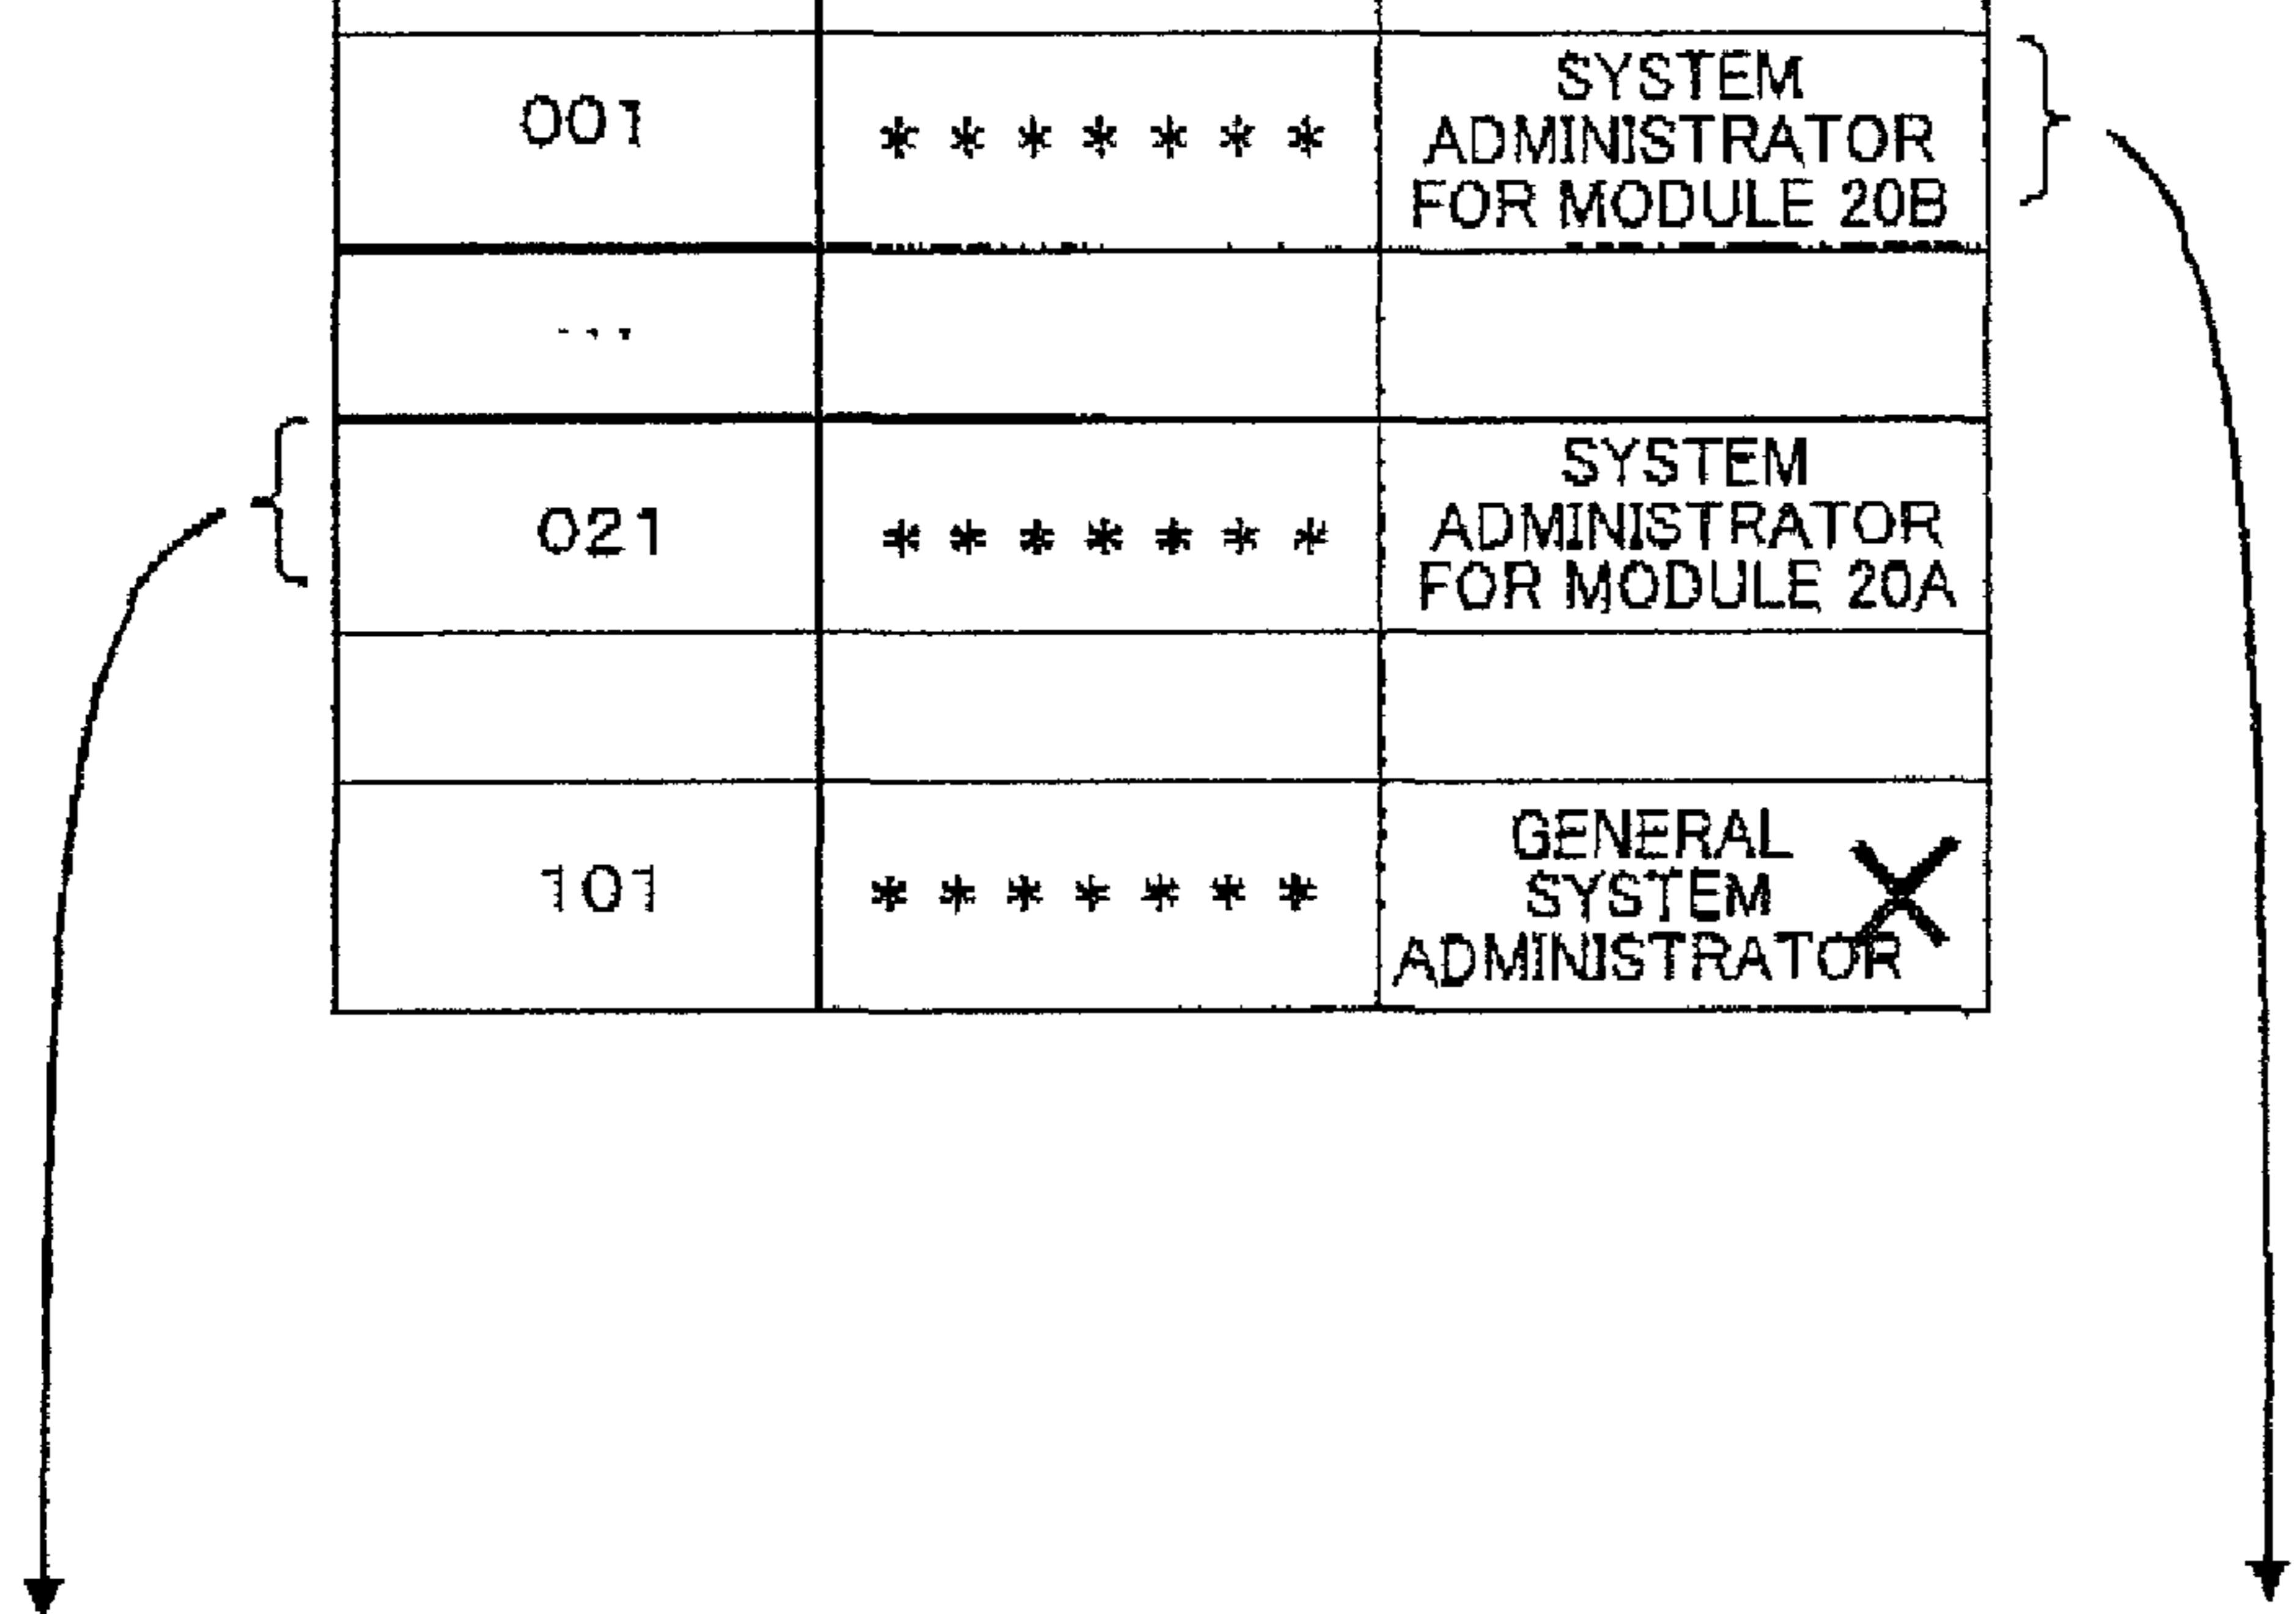 001 ******* SYSTEM
ADMINISTRATOR
FOR MODULE 20B
...
021 ******* SYSTEM
ADMINISTRATOR
FOR MODULE 20A
101 ******* GENERAL
SYSTEM
ADMINISTRATOR